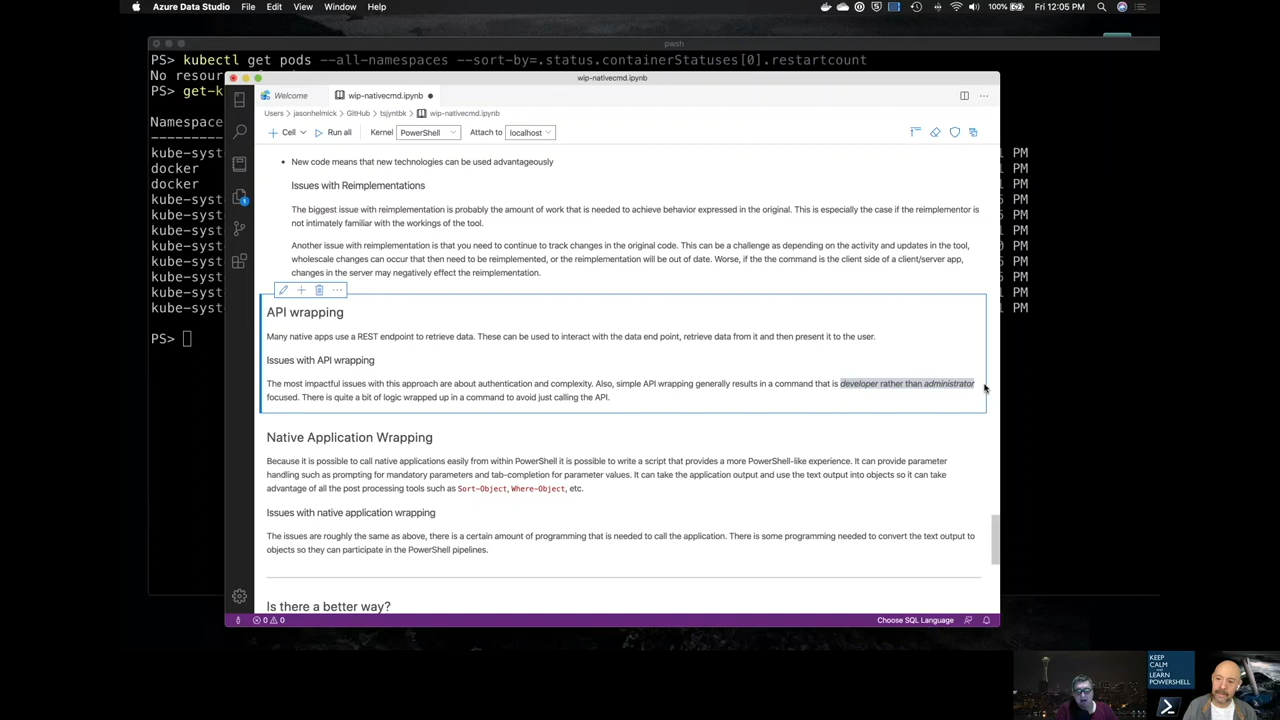 Azure Data Studio File Edit View Window Help
100% Fri 12:05 PM
pwsh
PS> kubectl get pods --all-namespaces --sort-by=.status.containerStatuses[0].restartcount
No resour
PS> get-k
wip-nativecmd.ipynb
Welcome wip-nativecmd.ipynb
Users > jasonhelmick > GitHub > tsjyntbk > wip-nativecmd.ipynb
Cell Run all Kernel PowerShell Attach to localhost
Namespace
kube-syst
docker
docker
kube-syst
kube-syst
kube-syst
kube-syst
kube-syst
kube-syst
kube-syst
kube-syst
PS>
PM
PM
PM
PM
PM
PM
PM
PM
PM
PM
PM
• New code means that new technologies can be used advantageously
Issues with Reimplementations
The biggest issue with reimplementation is probably the amount of work that is needed to achieve behavior expressed in the original. This is especially the case if the reimplementor is
not intimately familiar with the workings of the tool.
Another issue with reimplementation is that you need to continue to track changes in the original code. This can be a challenge as depending on the activity and updates in the tool,
wholescale changes can occur that then need to be reimplemented, or the reimplementation will be out of date. Worse, if the the command is the client side of a client/server app,
changes in the server may negatively effect the reimplementation.
API wrapping
Many native apps use a REST endpoint to retrieve data. These can be used to interact with the data end point, retrieve data from it and then present it to the user.
Issues with API wrapping
The most impactful issues with this approach are about authentication and complexity. Also, simple API wrapping generally results in a command that is developer rather than administrator
focused. There is quite a bit of logic wrapped up in a command to avoid just calling the API.
Native Application Wrapping
Because it is possible to call native applications easily from within PowerShell it is possible to write a script that provides a more PowerShell-like experience. It can provide parameter
handling such as prompting for mandatory parameters and tab-completion for parameter values. It can take the application output and use the text output into objects so it can take
advantage of all the post processing tools such as Sort-Object, Where-Object, etc.
Issues with native application wrapping
The issues are roughly the same as above, there is a certain amount of programming that is needed to call the application. There is some programming needed to convert the text output to
objects so they can participate in the PowerShell pipelines.
Is there a better way?
0 0
Choose SQL Language
KEEP
CALM
AND
LEARN
POWERSHELL